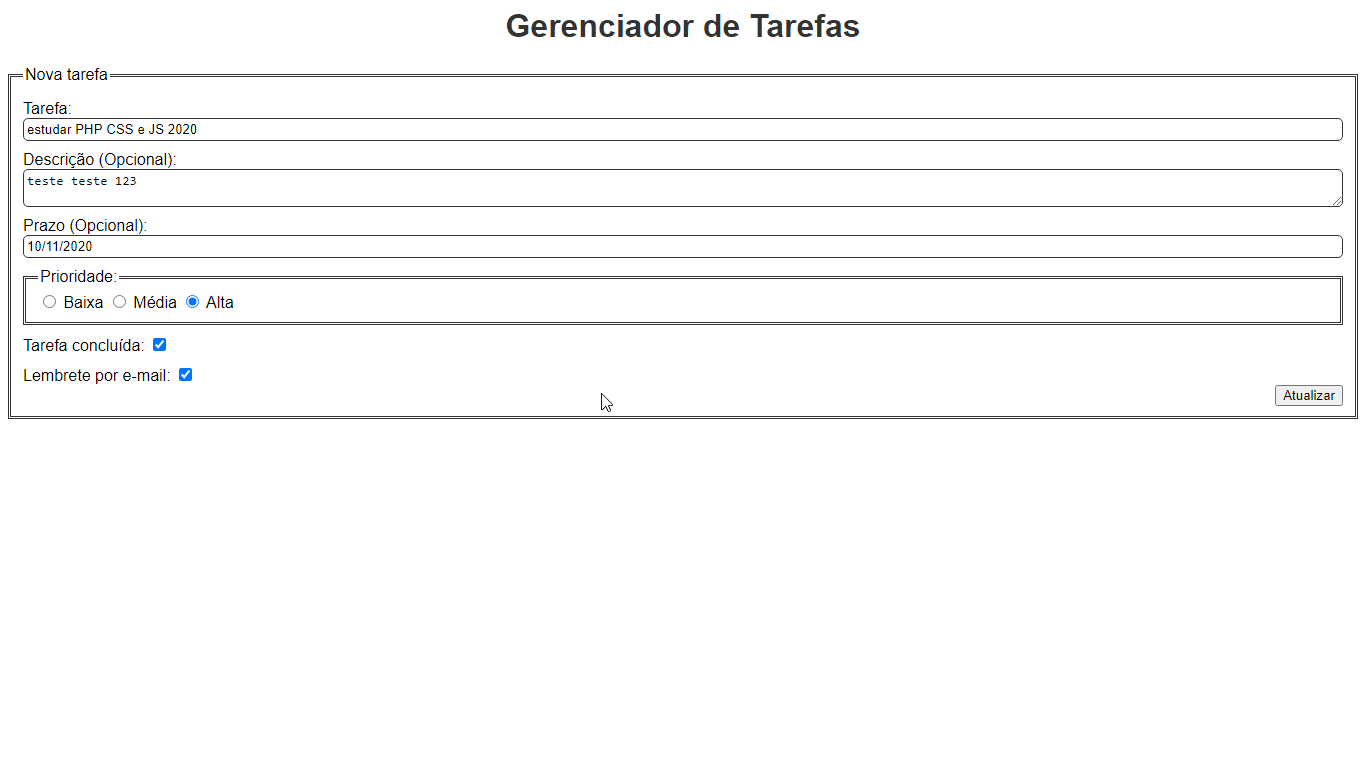 Gerenciador de Tarefas
Nova tarefa
Tarefa:
estudar PHP CSS e JS 2020
Descrição (Opcional):
teste teste 123
Prazo (Opcional):
10/11/2020
Prioridade:
Baixa Média Alta
Tarefa concluída:
Lembrete por e-mail:
Atualizar